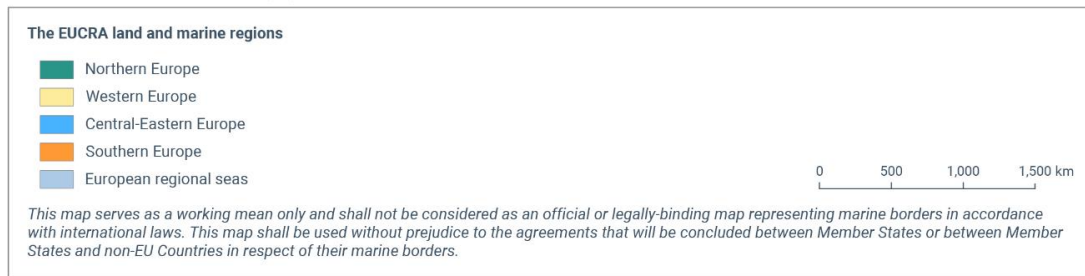 The EUCRA land and marine regions
Northern Europe
Western Europe
Central-Eastern Europe
Southern Europe
European regional seas
0 500 1,000 1,500 km
This map serves as a working mean only and shall not be considered as an official or legally-binding map representing marine borders in accordance
with international laws. This map shall be used without prejudice to the agreements that will be concluded between Member States or between Member
States and non-EU Countries in respect of their marine borders.